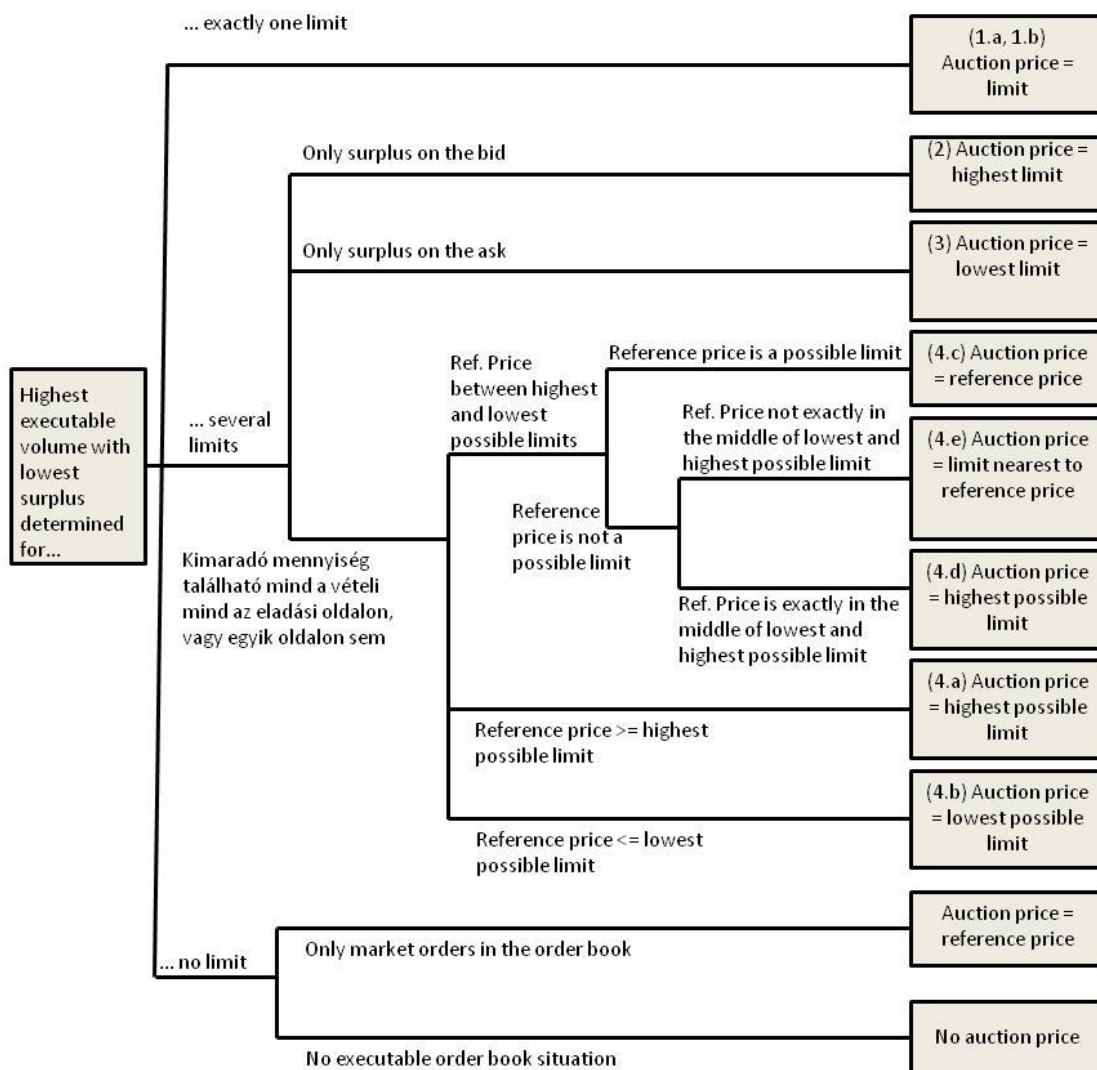 ... exactly one limit
(1.a, 1.b)
Auction price =
limit
Only surplus on the bid
(2) Auction price =
highest limit
Only surplus on the ask
(3) Auction price =
lowest limit
Highest
executable
volume with
lowest
surplus
determined
for...
... several
limits
Kimaradó mennyiség
található mind a vételi
mind az eladási oldalon,
vagy egyik oldalon sem
Ref. Price
between highest
and lowest
possible limits
Reference price is a possible limit
(4.c) Auction price
= reference price
Reference
price is not a
possible limit
Ref. Price not exactly in
the middle of lowest and
highest possible limit
(4.e) Auction price
= limit nearest to
reference price
Ref. Price is exactly in the
middle of lowest and
highest possible limit
(4.d) Auction price
= highest possible
limit
Reference price >= highest
possible limit
(4.a) Auction price
= highest possible
limit
Reference price <= lowest
possible limit
(4.b) Auction price
= lowest possible
limit
... no limit
Only market orders in the order book
Auction price =
reference price
No executable order book situation
No auction price